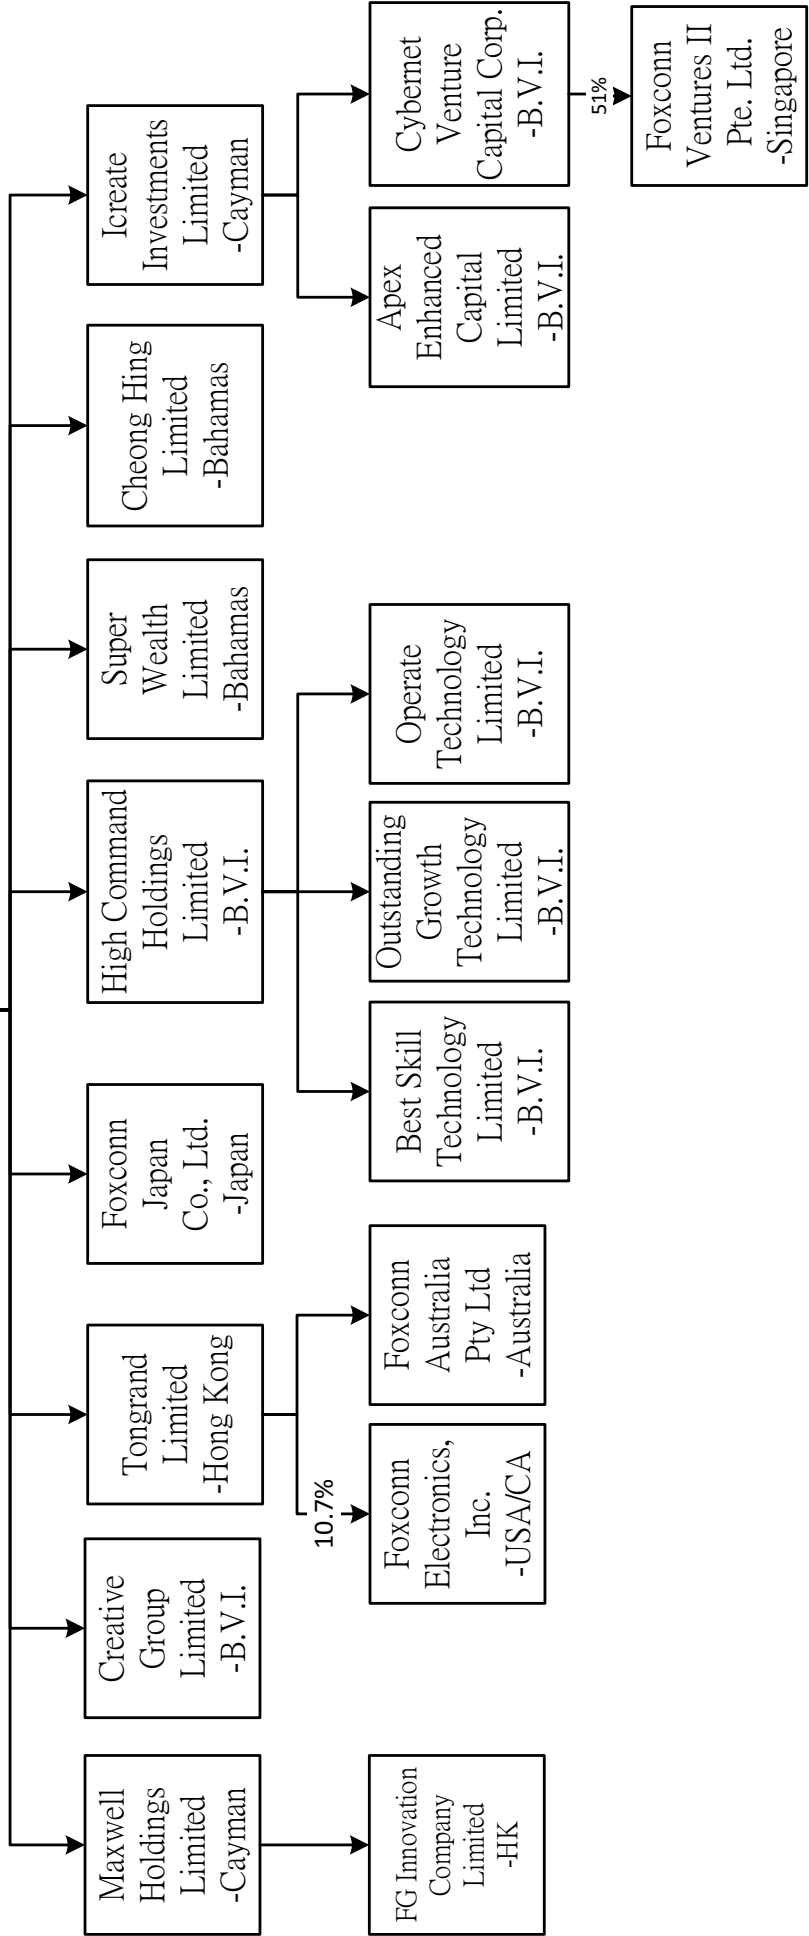 Maxwell
Holdings
Limited
-Cayman
Creative
Group
Limited
-B.V.I.
Tongrand
Limited
-Hong Kong
Foxconn
Japan
Co., Ltd.
-Japan
High Command
Holdings
Limited
-B.V.I.
Super
Wealth
Limited
-Bahamas
Cheong Hing
Limited
-Bahamas
Icreate
Investments
Limited
-Cayman
10.7%
FG Innovation
Company
Limited
-HK
Foxconn
Electronics,
Inc.
-USA/CA
Foxconn
Australia
Pty Ltd
-Australia
Best Skill
Technology
Limited
-B.V.I.
Outstanding
Growth
Technology
Limited
-B.V.I.
Operate
Technology
Limited
-B.V.I.
Apex
Enhanced
Capital
Limited
-B.V.I.
Cybernet
Venture
Capital Corp.
-B.V.I.
51%
Foxconn
Ventures II
Pte. Ltd.
-Singapore